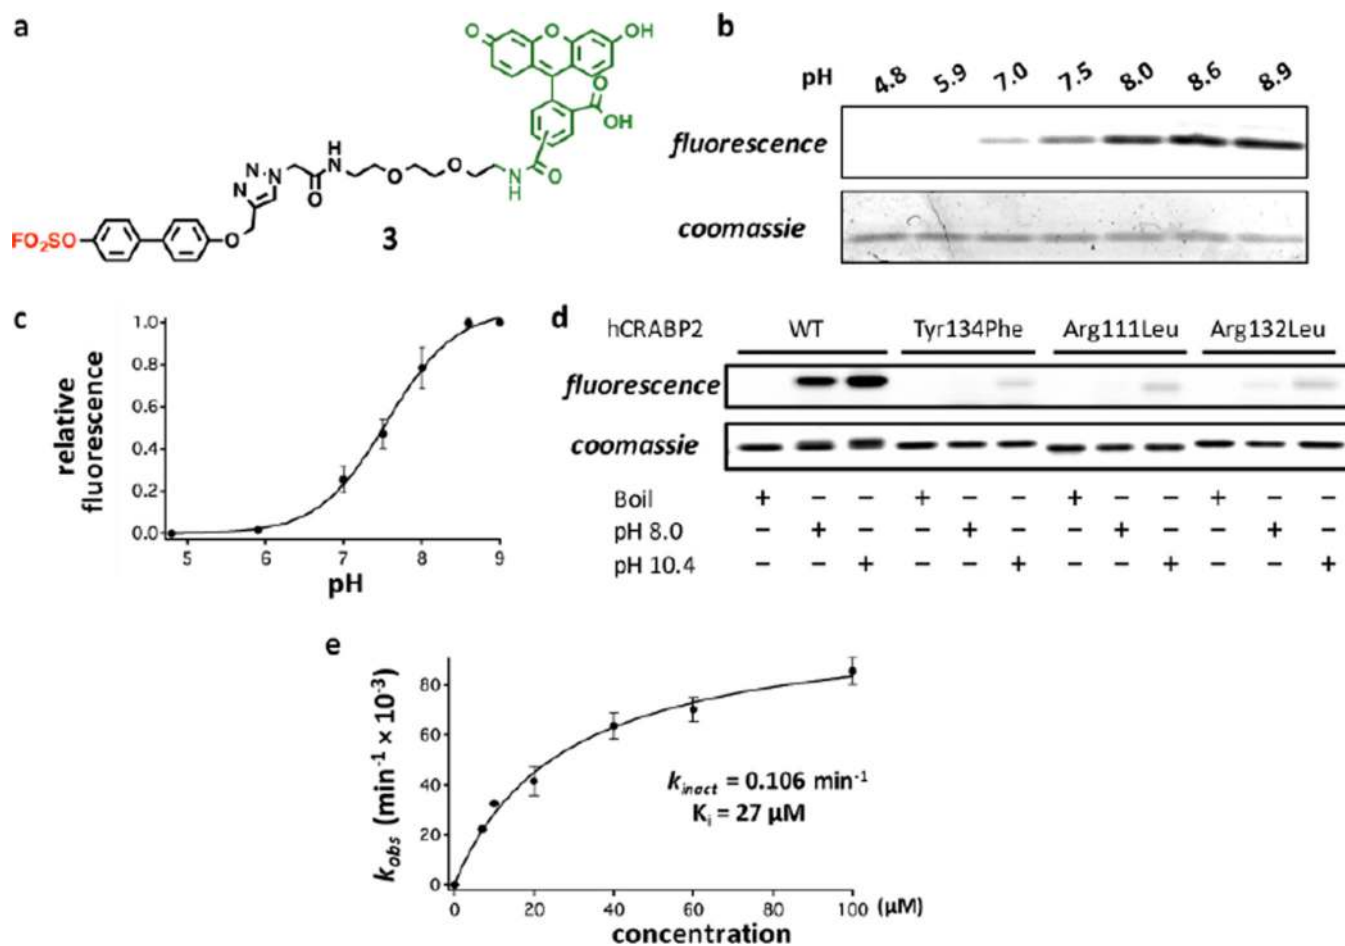 a
O
O
OH
O
OH
N
N
N
O
H
N
O
O
N
H
O
FO₂SO
O
3
b
pH 4.8 5.9 7.0 7.5 8.0 8.6 8.9
fluorescence
coomassie
c
relative
fluorescence
1.0
0.8
0.6
0.4
0.2
0.0
5 6 7 8 9
pH
d
hCRABP2 WT Tyr134Phe Arg111Leu Arg132Leu
fluorescence
coomassie
Boil + – – + – – + – – + – –
pH 8.0 – + – – + – – + – – + –
pH 10.4 – – + – – + – – + – – +
e
k_obs (min⁻¹ × 10⁻³)
80
60
40
20
0
k_inact = 0.106 min⁻¹
Kᵢ = 27 µM
0 20 40 60 80 100 (µM)
concentration